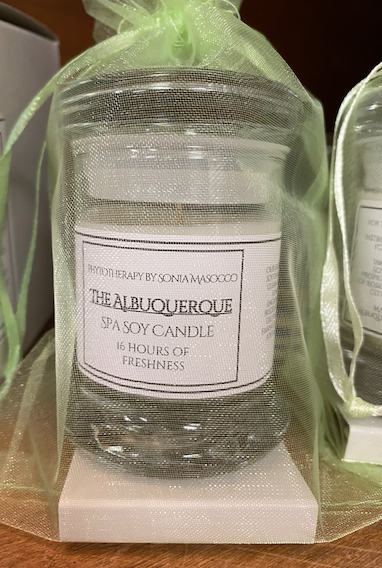 PHYTOTHERAPY BY SONIA MASOCCO
THE ALBUQUERQUE
SPA SOY CANDLE
16 HOURS OF
FRESHNESS